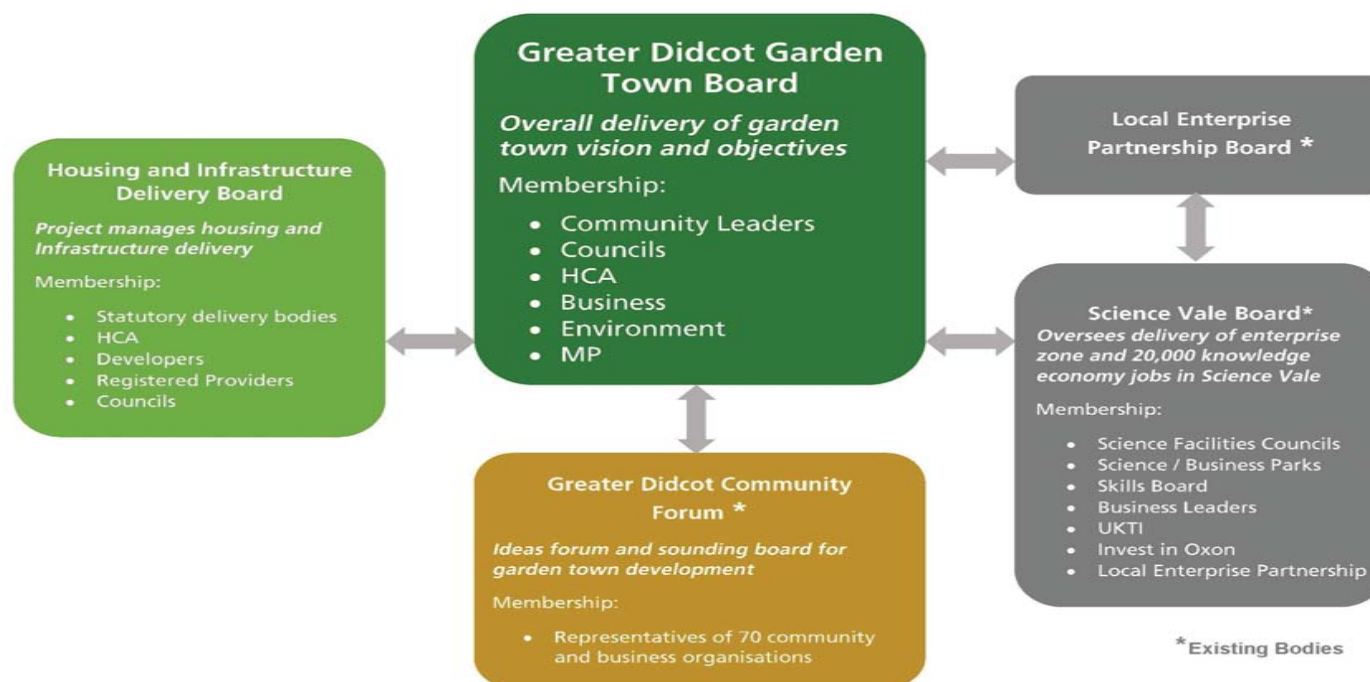 Greater Didcot Garden
Town Board
Overall delivery of garden
town vision and objectives
Membership:
• Community Leaders
• Councils
• HCA
• Business
• Environment
• MP
Housing and Infrastructure
Delivery Board
Project manages housing and
Infrastructure delivery
Membership:
• Statutory delivery bodies
• HCA
• Developers
• Registered Providers
• Councils
Local Enterprise
Partnership Board *
Science Vale Board*
Oversees delivery of enterprise
zone and 20,000 knowledge
economy jobs in Science Vale
Membership:
• Science Facilities Councils
• Science / Business Parks
• Skills Board
• Business Leaders
• UKTI
• Invest in Oxon
• Local Enterprise Partnership
Greater Didcot Community
Forum *
Ideas forum and sounding board for
garden town development
Membership:
• Representatives of 70 community
and business organisations
*Existing Bodies